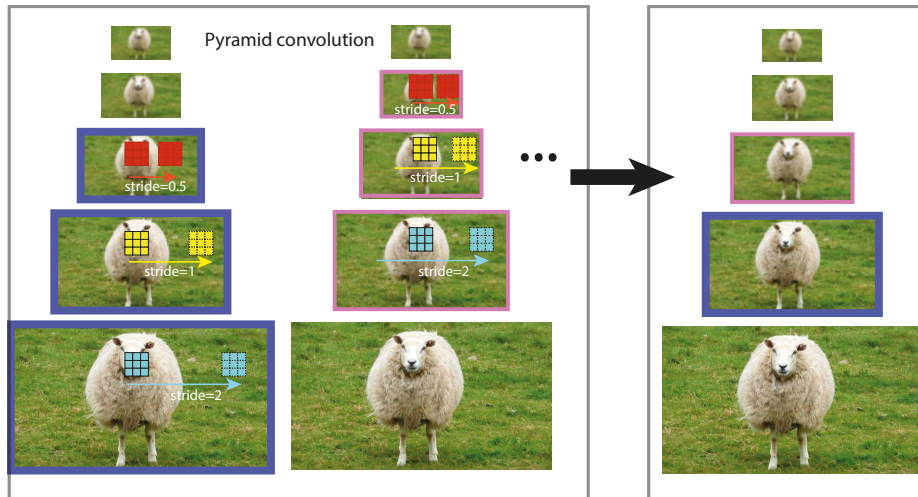 Pyramid convolution
stride=0.5
stride=0.5
stride=1
stride=1
stride=2
stride=2